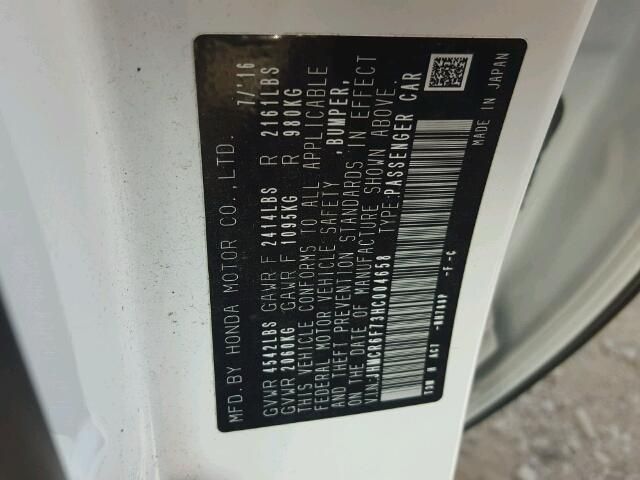 MFD.BY HONDA MOTOR CO.,LTD. 7/'16
GVWR 4542LBS GAWR F 2414LBS R 2161LBS
GVWR 2060KG GAWR F 1095KG R 980KG
THIS VEHICLE CONFORMS TO ALL APPLICABLE
FEDERAL MOTOR VEHICLE SAFETY ,BUMPER,
AND THEFT PREVENTION STANDARDS IN EFFECT
ON THE DATE OF MANUFACTURE SHOWN ABOVE.
V.I.N:JHMCR6F73HC004658 TYPE:PASSENGER CAR
-F-C
MADE IN JAPAN